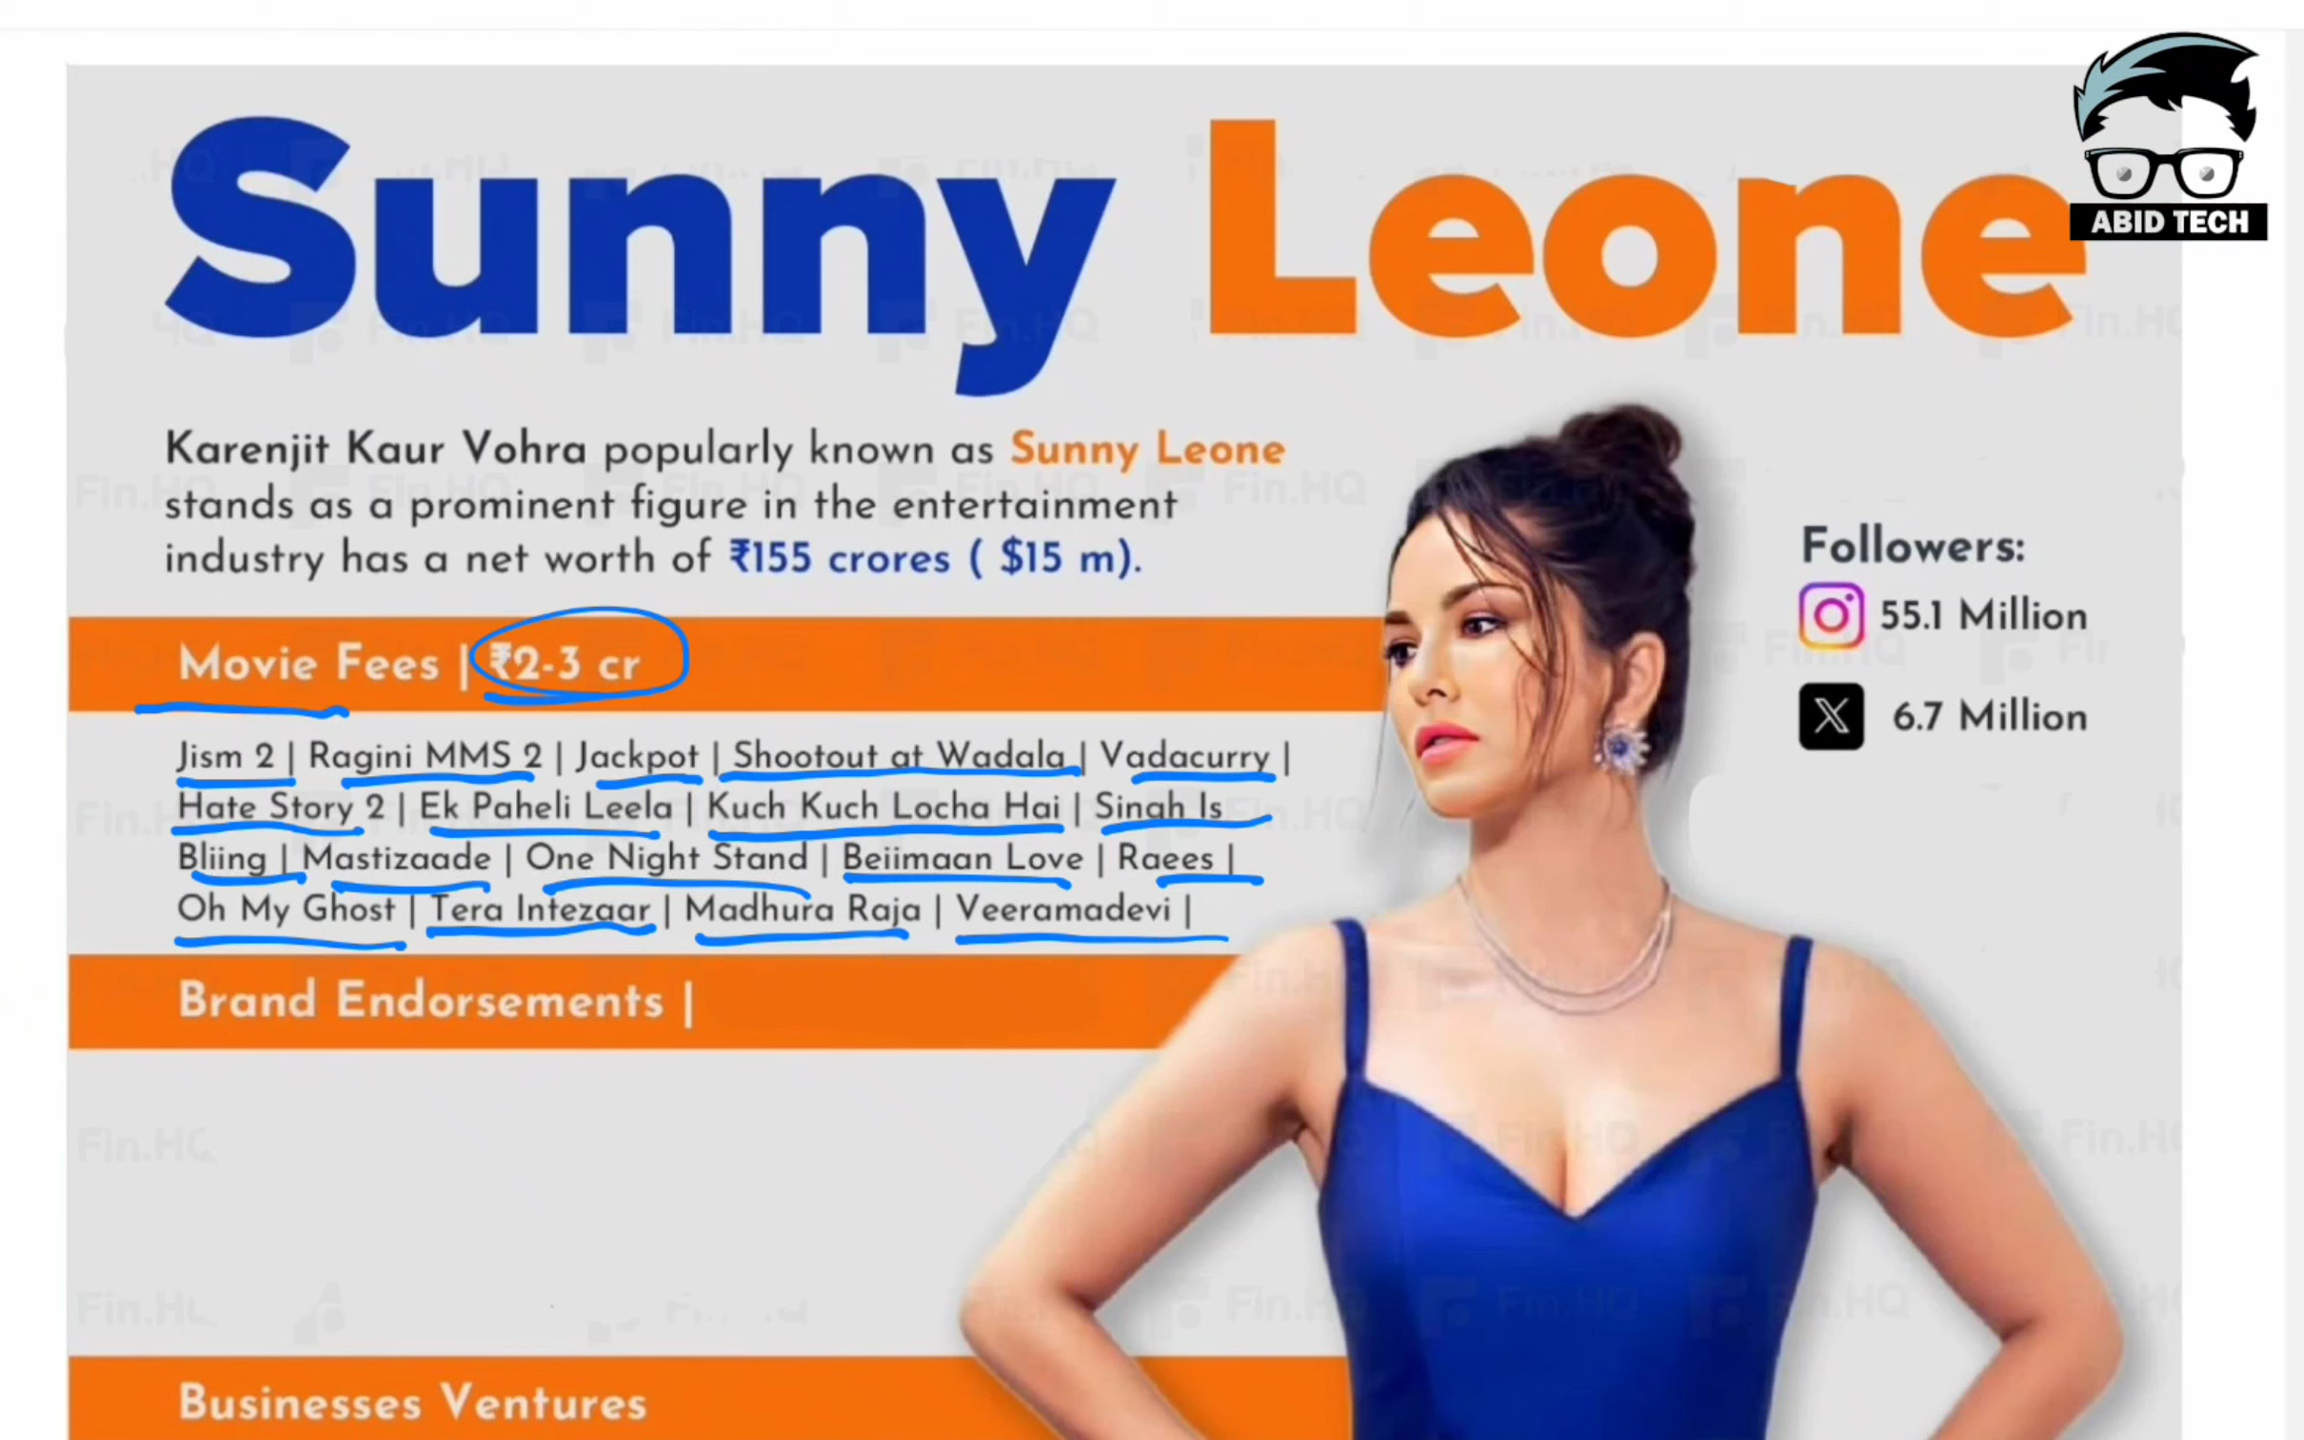 Sunny Leone
ABID TECH
Karenjit Kaur Vohra popularly known as Sunny Leone
stands as a prominent figure in the entertainment
industry has a net worth of ₹155 crores ( $15 m).
Followers:
55.1 Million
6.7 Million
Movie Fees | ₹2-3 cr
Jism 2 | Ragini MMS 2 | Jackpot | Shootout at Wadala | Vadacurry |
Hate Story 2 | Ek Paheli Leela | Kuch Kuch Locha Hai | Singh Is
Bliing | Mastizaade | One Night Stand | Beiimaan Love | Raees |
Oh My Ghost | Tera Intezaar | Madhura Raja | Veeramadevi |
Brand Endorsements |
Businesses Ventures